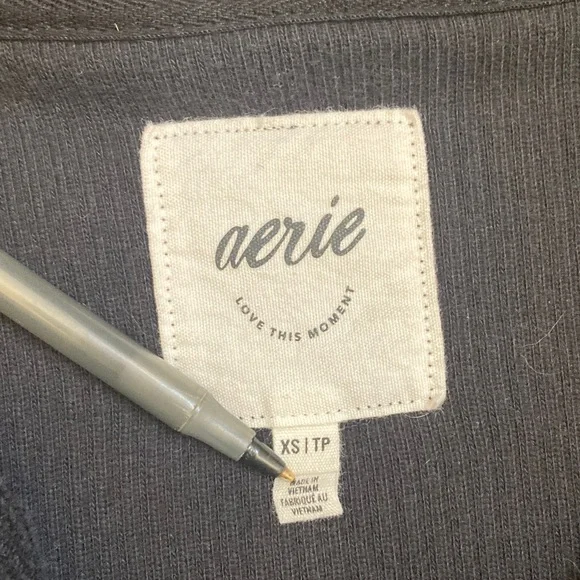 aerie
LOVE THIS MOMENT
XS | TP
MADE IN
VIETNAM
FABRIQUÉ AU
VIETNAM